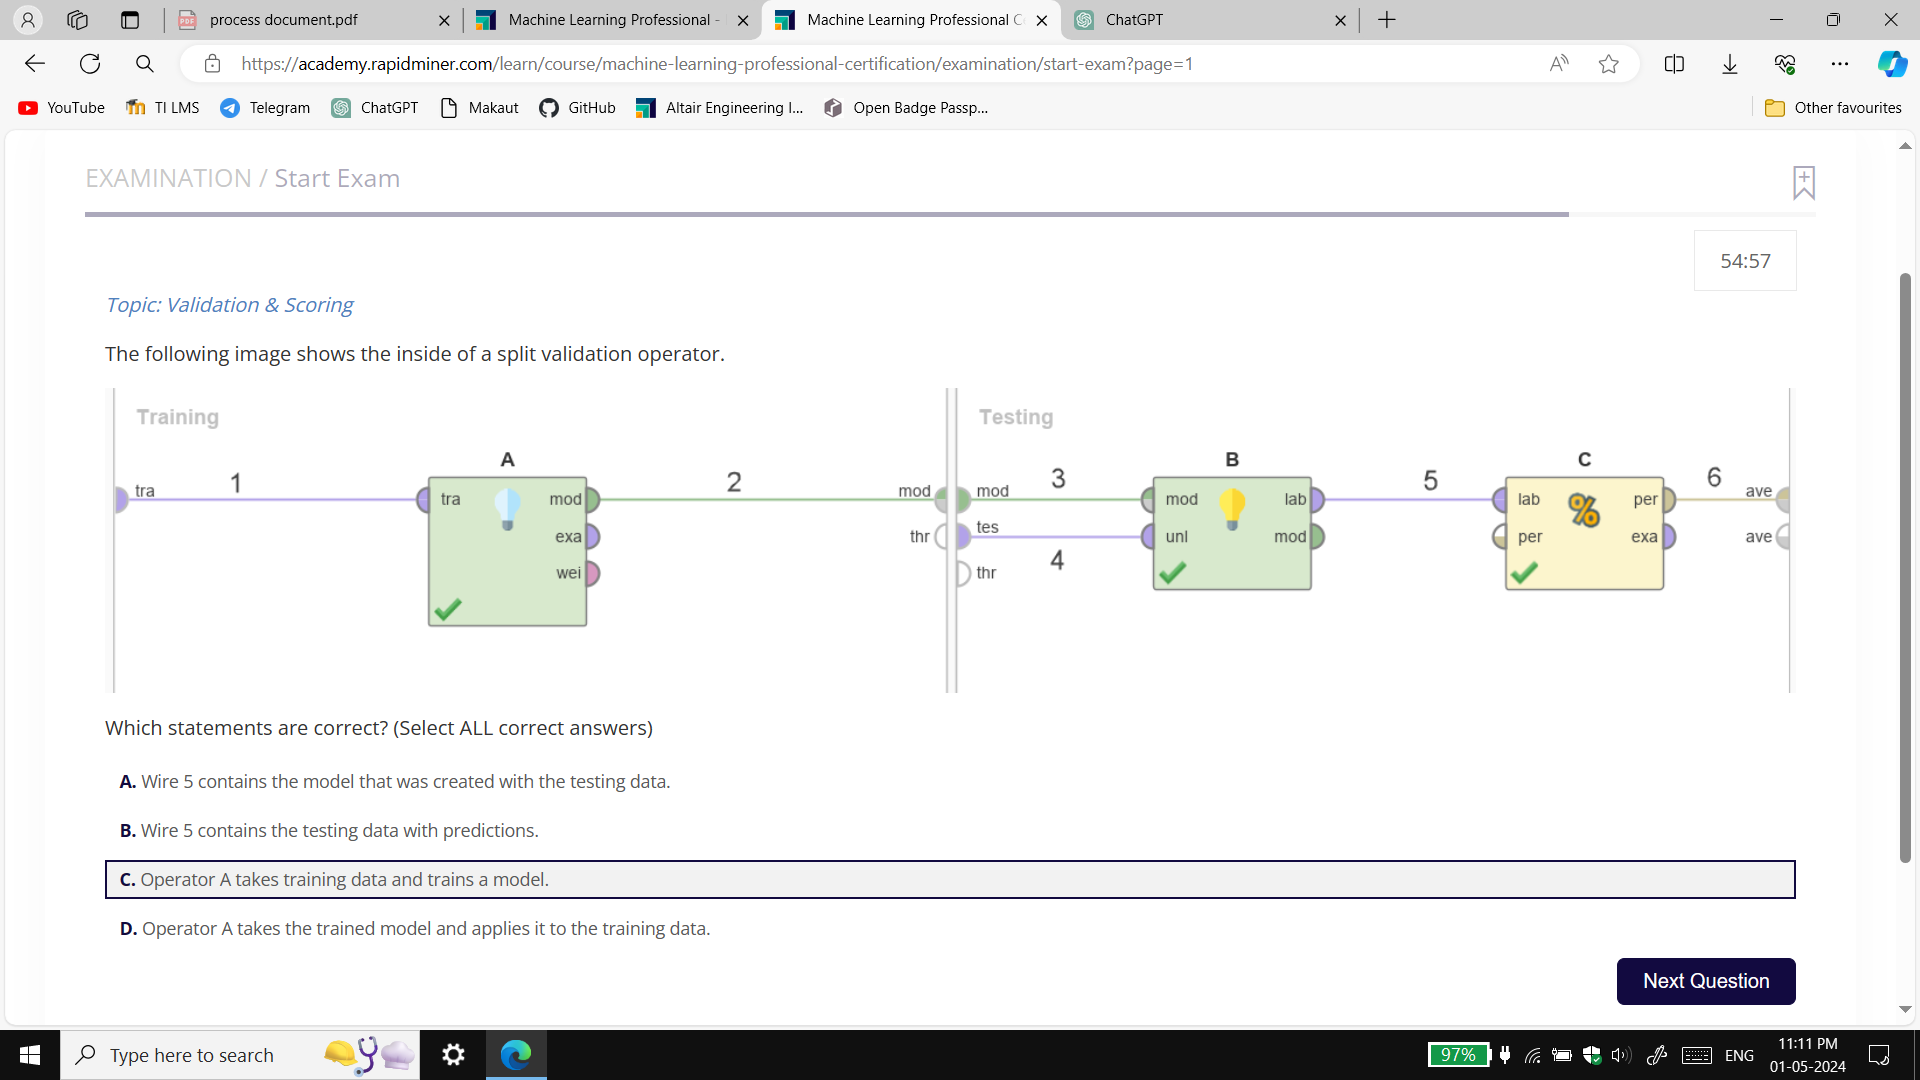 process document.pdf
Machine Learning Professional -
Machine Learning Professional C
ChatGPT
https://academy.rapidminer.com/learn/course/machine-learning-professional-certification/examination/start-exam?page=1
YouTube
TI LMS
Telegram
ChatGPT
Makaut
GitHub
Altair Engineering I...
Open Badge Passp...
Other favourites
EXAMINATION / Start Exam
54:57
Topic: Validation & Scoring
The following image shows the inside of a split validation operator.
Training
Testing
A
B
C
1
2
3
4
5
6
tra
tra
mod
exa
wei
mod
thr
mod
tes
thr
mod
unl
lab
mod
lab
per
per
exa
ave
ave
Which statements are correct? (Select ALL correct answers)
A. Wire 5 contains the model that was created with the testing data.
B. Wire 5 contains the testing data with predictions.
C. Operator A takes training data and trains a model.
D. Operator A takes the trained model and applies it to the training data.
Next Question
Type here to search
97%
ENG
11:11 PM
01-05-2024